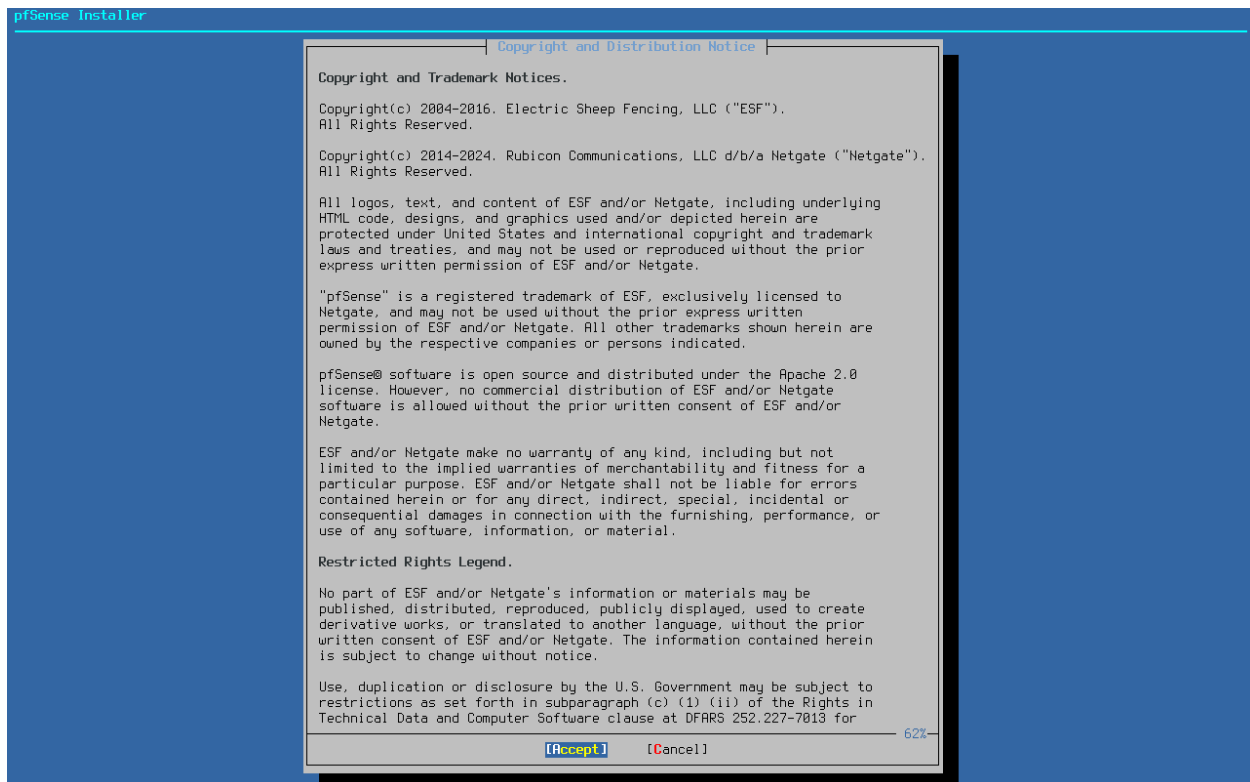 pfSense Installer
Copyright and Distribution Notice
Copyright and Trademark Notices.
Copyright(c) 2004-2016. Electric Sheep Fencing, LLC ("ESF").
All Rights Reserved.
Copyright(c) 2014-2024. Rubicon Communications, LLC d/b/a Netgate ("Netgate").
All Rights Reserved.
All logos, text, and content of ESF and/or Netgate, including underlying
HTML code, designs, and graphics used and/or depicted herein are
protected under United States and international copyright and trademark
laws and treaties, and may not be used or reproduced without the prior
express written permission of ESF and/or Netgate.
"pfSense" is a registered trademark of ESF, exclusively licensed to
Netgate, and may not be used without the prior express written
permission of ESF and/or Netgate. All other trademarks shown herein are
owned by the respective companies or persons indicated.
pfSense® software is open source and distributed under the Apache 2.0
license. However, no commercial distribution of ESF and/or Netgate
software is allowed without the prior written consent of ESF and/or
Netgate.
ESF and/or Netgate make no warranty of any kind, including but not
limited to the implied warranties of merchantability and fitness for a
particular purpose. ESF and/or Netgate shall not be liable for errors
contained herein or for any direct, indirect, special, incidental or
consequential damages in connection with the furnishing, performance, or
use of any software, information, or material.
Restricted Rights Legend.
No part of ESF and/or Netgate's information or materials may be
published, distributed, reproduced, publicly displayed, used to create
derivative works, or translated to another language, without the prior
written consent of ESF and/or Netgate. The information contained herein
is subject to change without notice.
Use, duplication or disclosure by the U.S. Government may be subject to
restrictions as set forth in subparagraph (c) (1) (ii) of the Rights in
Technical Data and Computer Software clause at DFARS 252.227-7013 for
62%
[Accept] [Cancel]